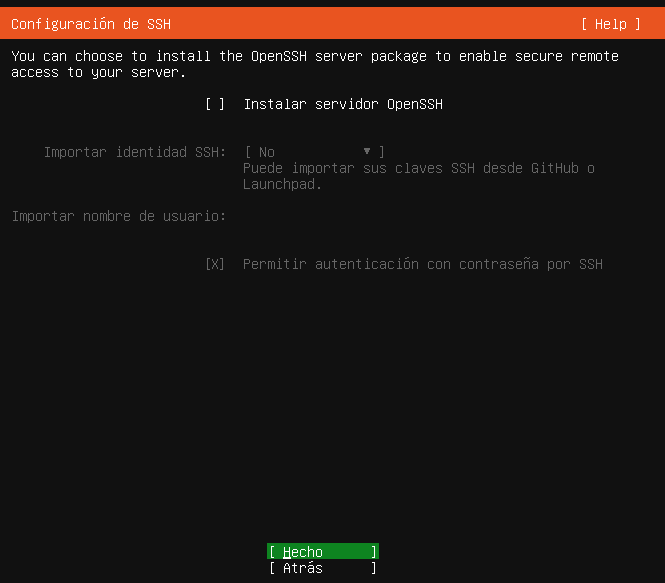 Configuración de SSH [ Help ]
You can choose to install the OpenSSH server package to enable secure remote
access to your server.
[ ] Instalar servidor OpenSSH
Importar identidad SSH: [ No ▾ ]
Puede importar sus claves SSH desde GitHub o
Launchpad.
Importar nombre de usuario:
[X] Permitir autenticación con contraseña por SSH
[ Hecho ]
[ Atrás ]